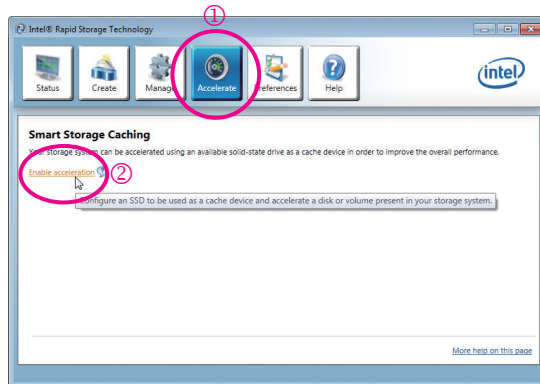 ①
Intel® Rapid Storage Technology
Status Create Manage Accelerate Preferences Help
intel
Smart Storage Caching
Your storage system can be accelerated using an available solid-state drive as a cache device in order to improve the overall performance.
Enable acceleration ②
Configure an SSD to be used as a cache device and accelerate a disk or volume present in your storage system.
More help on this page